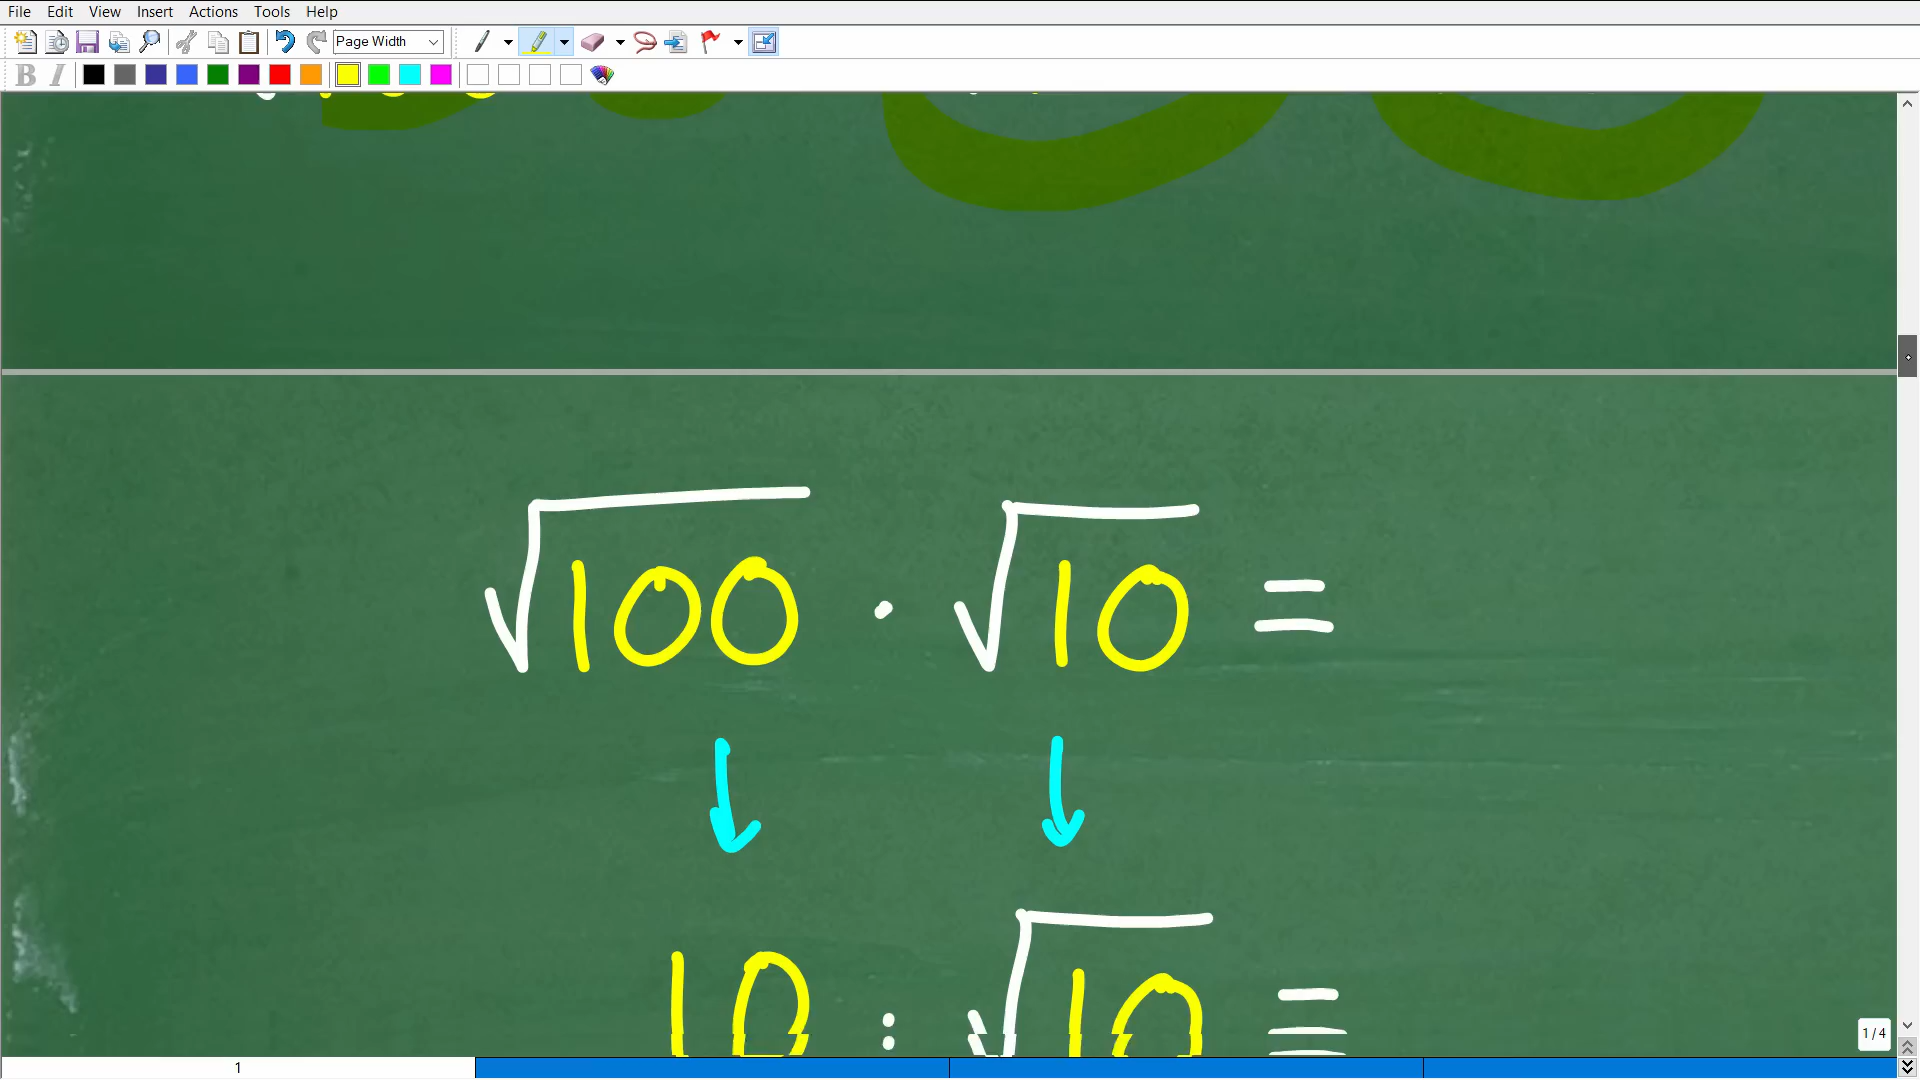 File Edit View Insert Actions Tools Help
Page Width
B I
√100 · √10 =
10 · √10 =
1 / 4
1